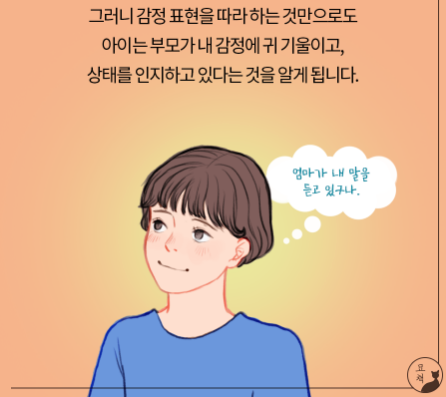 그러니 감정 표현을 따라 하는 것만으로도
아이는 부모가 내 감정에 귀 기울이고,
상태를 인지하고 있다는 것을 알게 됩니다.
엄마가 내 말을
듣고 있구나.
묘
책